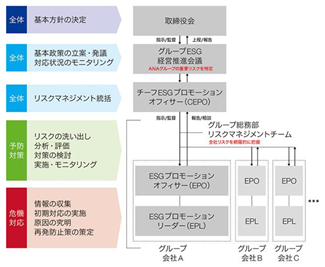 全体
基本方針の決定
取締役会
指示/監督
上程/報告
全体
基本政策の立案・発議
対応状況のモニタリング
グループESG
経営推進会議
ANAグループの重要リスクを特定
全体
リスクマネジメント統括
チーフESGプロモーション
オフィサー(CEPO)
指示/監督
報告/相談
グループ総務部
リスクマネジメントチーム
全社リスクを網羅的に把握
予防
対策
リスクの洗い出し
分析・評価
対策の検討
実施・モニタリング
ESGプロモーション
オフィサー(EPO)
EPO
EPO
危機
対応
情報の収集
初期対応の実施
原因の究明
再発防止策の策定
ESGプロモーション
リーダー(EPL)
EPL
EPL
グループ
会社A
グループ
会社B
グループ
会社C